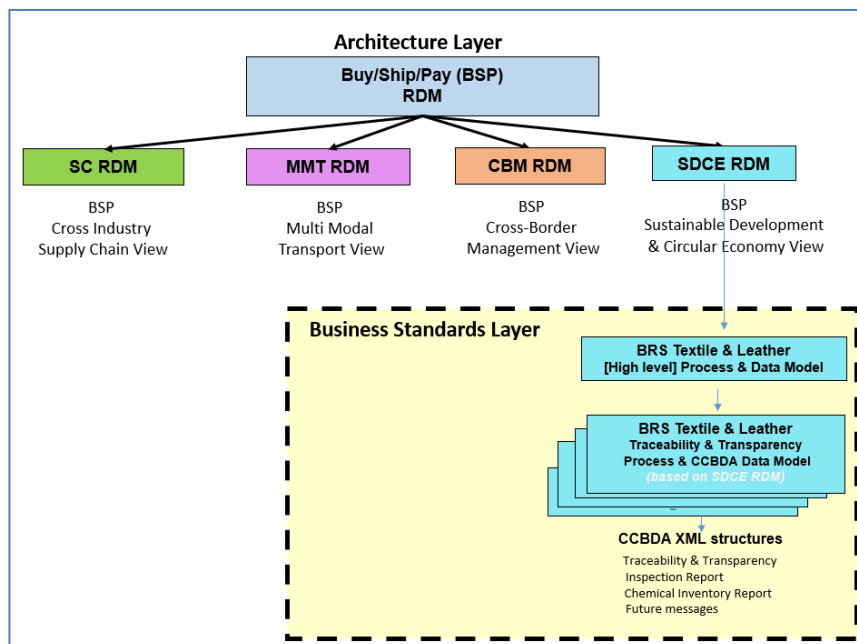 Architecture Layer
Buy/Ship/Pay (BSP)
RDM
SC RDM
MMT RDM
CBM RDM
SDCE RDM
BSP
Cross Industry
Supply Chain View
BSP
Multi Modal
Transport View
BSP
Cross-Border
Management View
BSP
Sustainable Development
& Circular Economy View
Business Standards Layer
BRS Textile & Leather
[High level] Process & Data Model
BRS Textile & Leather
Traceability & Transparency
Process & CCBDA Data Model
(based on SDCE RDM)
CCBDA XML structures
Traceability & Transparency
Inspection Report
Chemical Inventory Report
Future messages